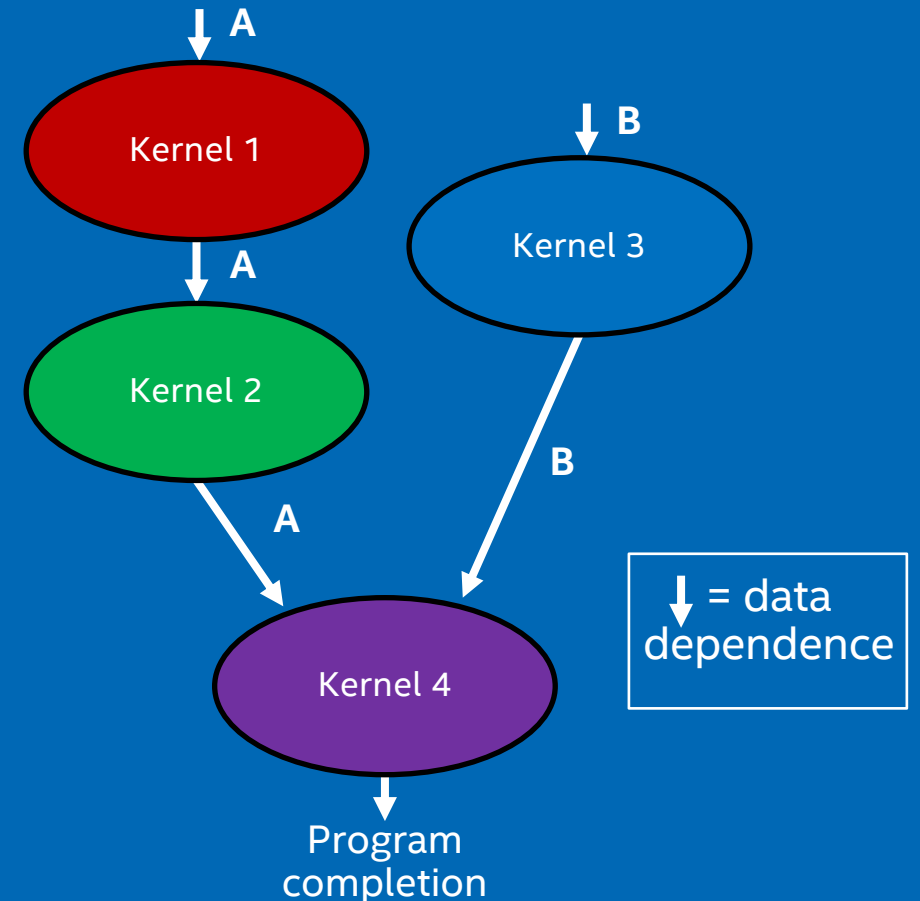 A
Kernel 1
B
Kernel 3
A
Kernel 2
B
A
= data
dependence
Kernel 4
Program
completion